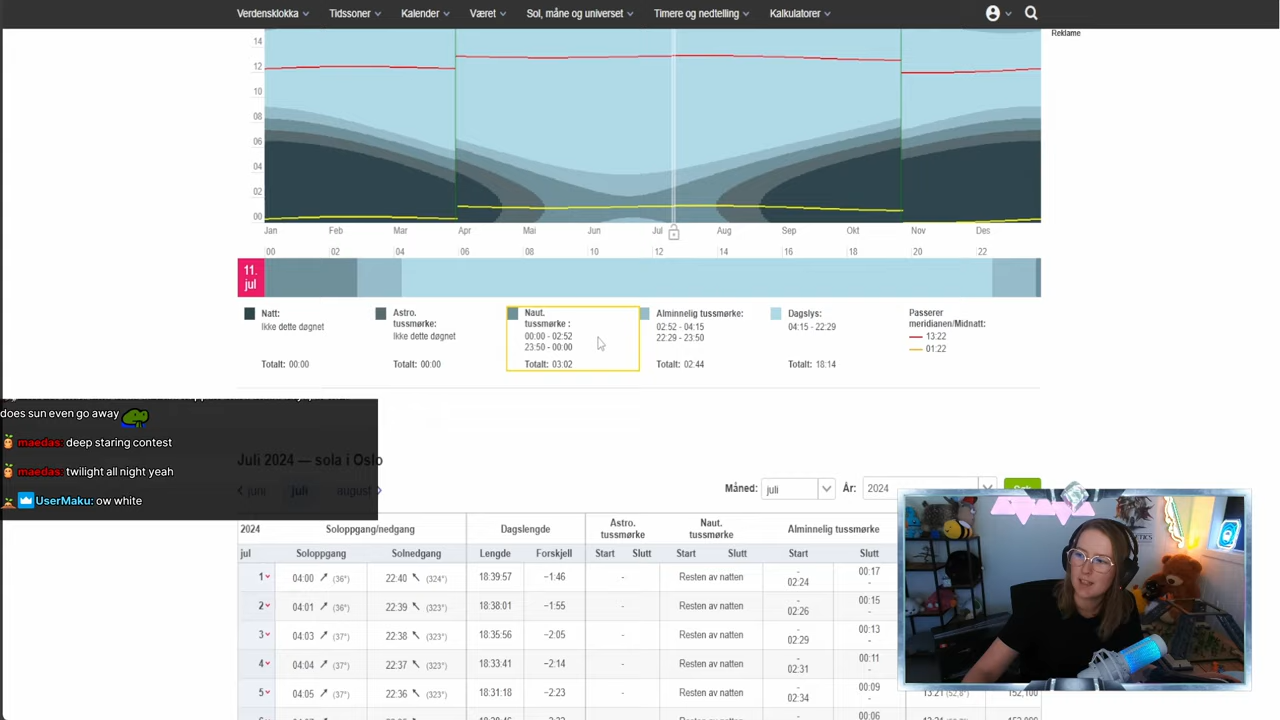 Verdensklokka Tidssoner Kalender Været Sol, måne og universet Timere og nedtelling Kalkulatorer
Reklame
14
12
10
08
06
04
02
00
Jan Feb Mar Apr Mai Jun Jul Aug Sep Okt Nov Des
00 02 04 06 08 10 12 14 16 18 20 22
11.
jul
Natt:
Ikke dette døgnet
Totalt: 00:00
Astro.
tussmørke:
Ikke dette døgnet
Totalt: 00:00
Naut.
tussmørke :
00:00 - 02:52
23:50 - 00:00
Totalt: 03:02
Alminnelig tussmørke:
02:52 - 04:15
22:29 - 23:50
Totalt: 02:44
Dagslys:
04:15 - 22:29
Totalt: 18:14
Passerer
meridianen/Midnatt:
13:22
01:22
does sun even go away
maedas: deep staring contest
maedas: twilight all night yeah
UserMaku: ow white
Juli 2024 — sola i Oslo
juni juli august
Måned: juli År: 2024
2024 Soloppgang/nedgang Dagslengde Astro. tussmørke Naut. tussmørke Alminnelig tussmørke
jul Soloppgang Solnedgang Lengde Forskjell Start Slutt Start Slutt Start Slutt
1 04:00 (36°) 22:40 (324°) 18:39:57 −1:46 - Resten av natten - 02:24 00:17 -
2 04:01 (36°) 22:39 (323°) 18:38:01 −1:55 - Resten av natten - 02:26 00:15 -
3 04:03 (37°) 22:38 (323°) 18:35:56 −2:05 - Resten av natten - 02:29 00:13 -
4 04:04 (37°) 22:37 (323°) 18:33:41 −2:14 - Resten av natten - 02:31 00:11 -
5 04:05 (37°) 22:36 (323°) 18:31:18 −2:23 - Resten av natten - 02:34 00:09 - 13:21 (52,8°) 152,100
00:06